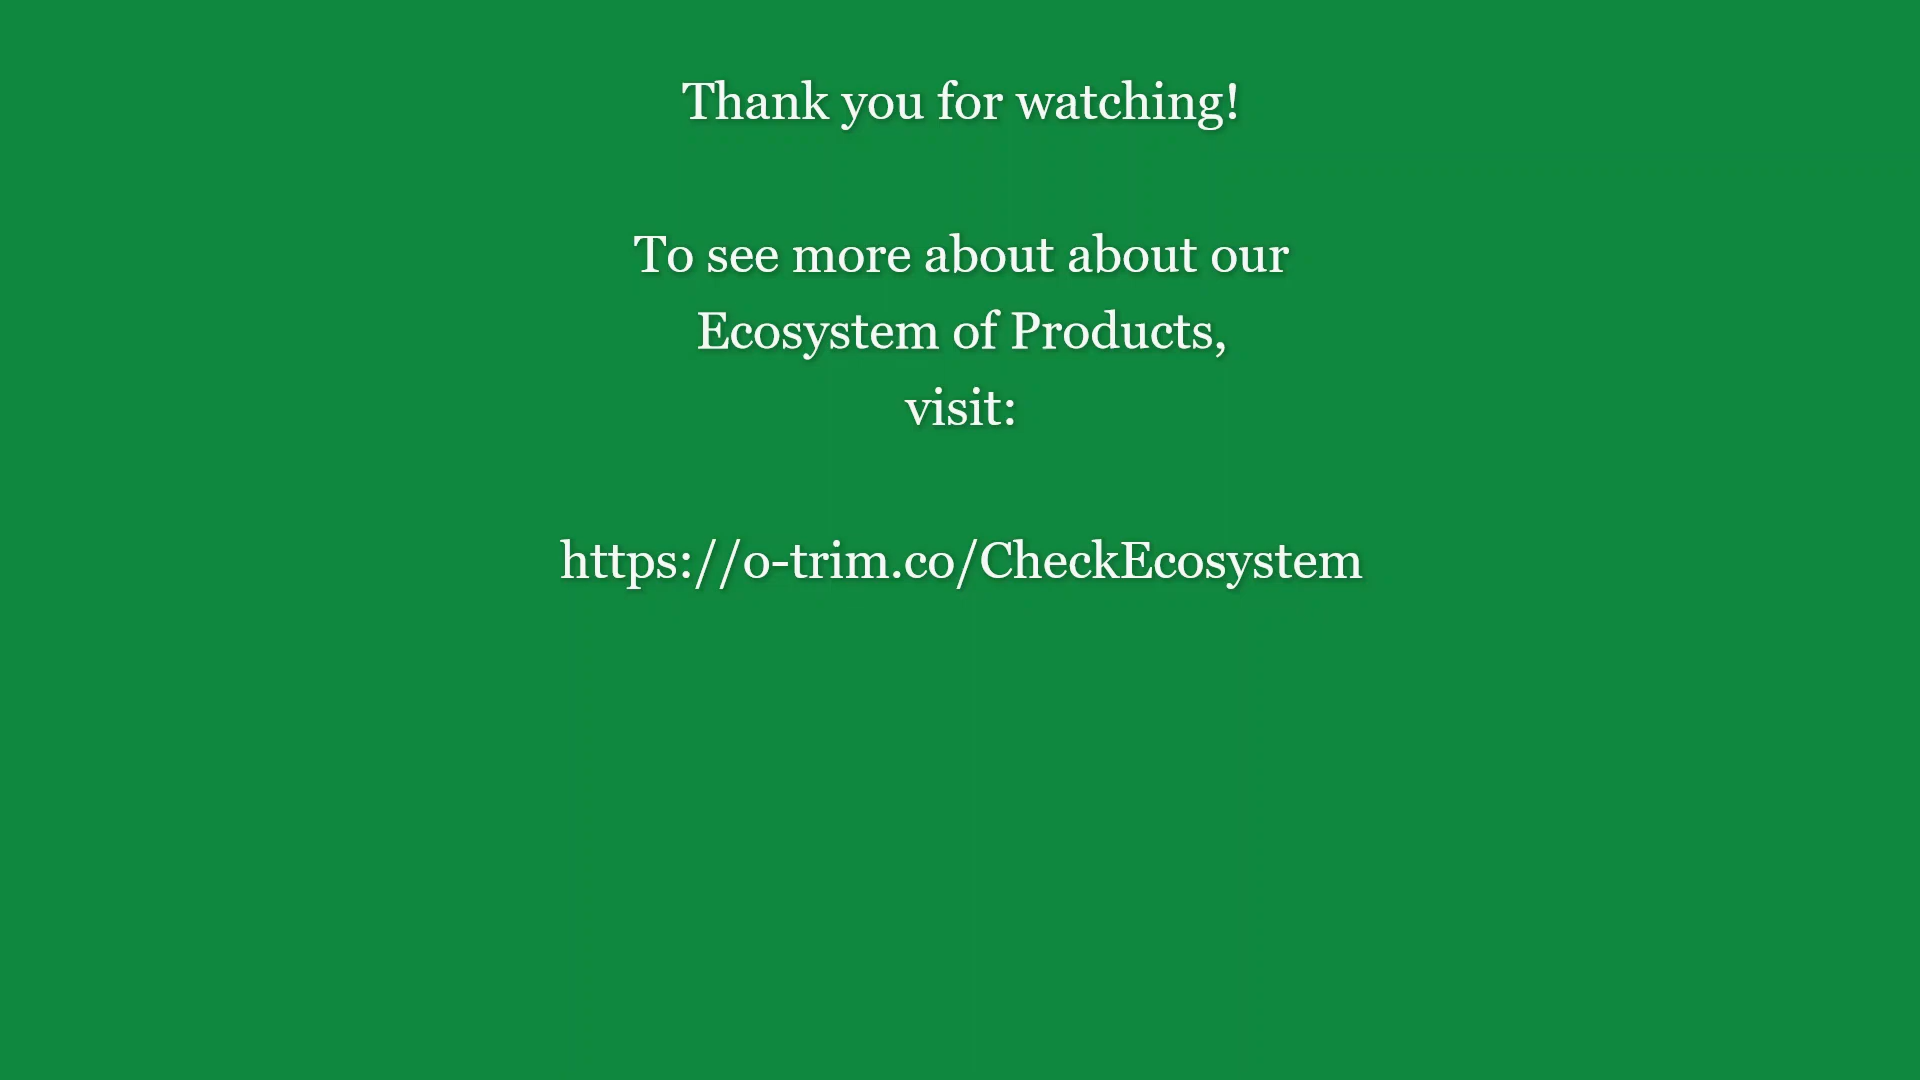 Thank you for watching!
To see more about about our
Ecosystem of Products,
visit:
https://o-trim.co/CheckEcosystem